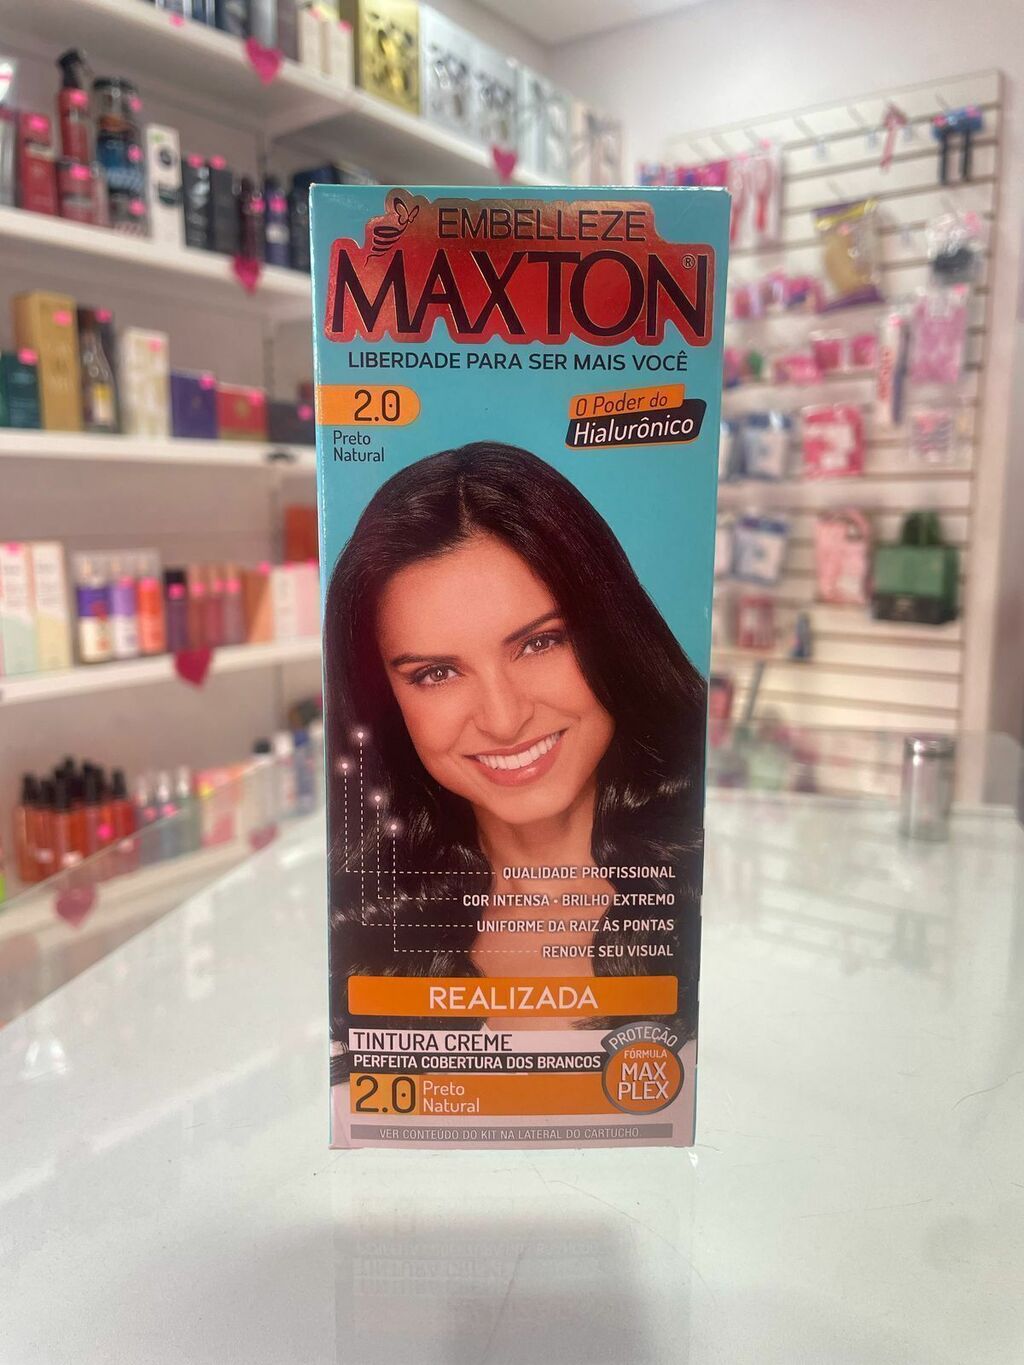 EMBELLEZE
MAXTON®
LIBERDADE PARA SER MAIS VOCÊ
2.0
Preto
Natural
O Poder do
Hialurônico
QUALIDADE PROFISSIONAL
COR INTENSA • BRILHO EXTREMO
UNIFORME DA RAIZ ÀS PONTAS
RENOVE SEU VISUAL
REALIZADA
TINTURA CREME
PERFEITA COBERTURA DOS BRANCOS
2.0 Preto
Natural
PROTEÇÃO
FÓRMULA
MAX
PLEX
VER CONTEÚDO DO KIT NA LATERAL DO CARTUCHO.